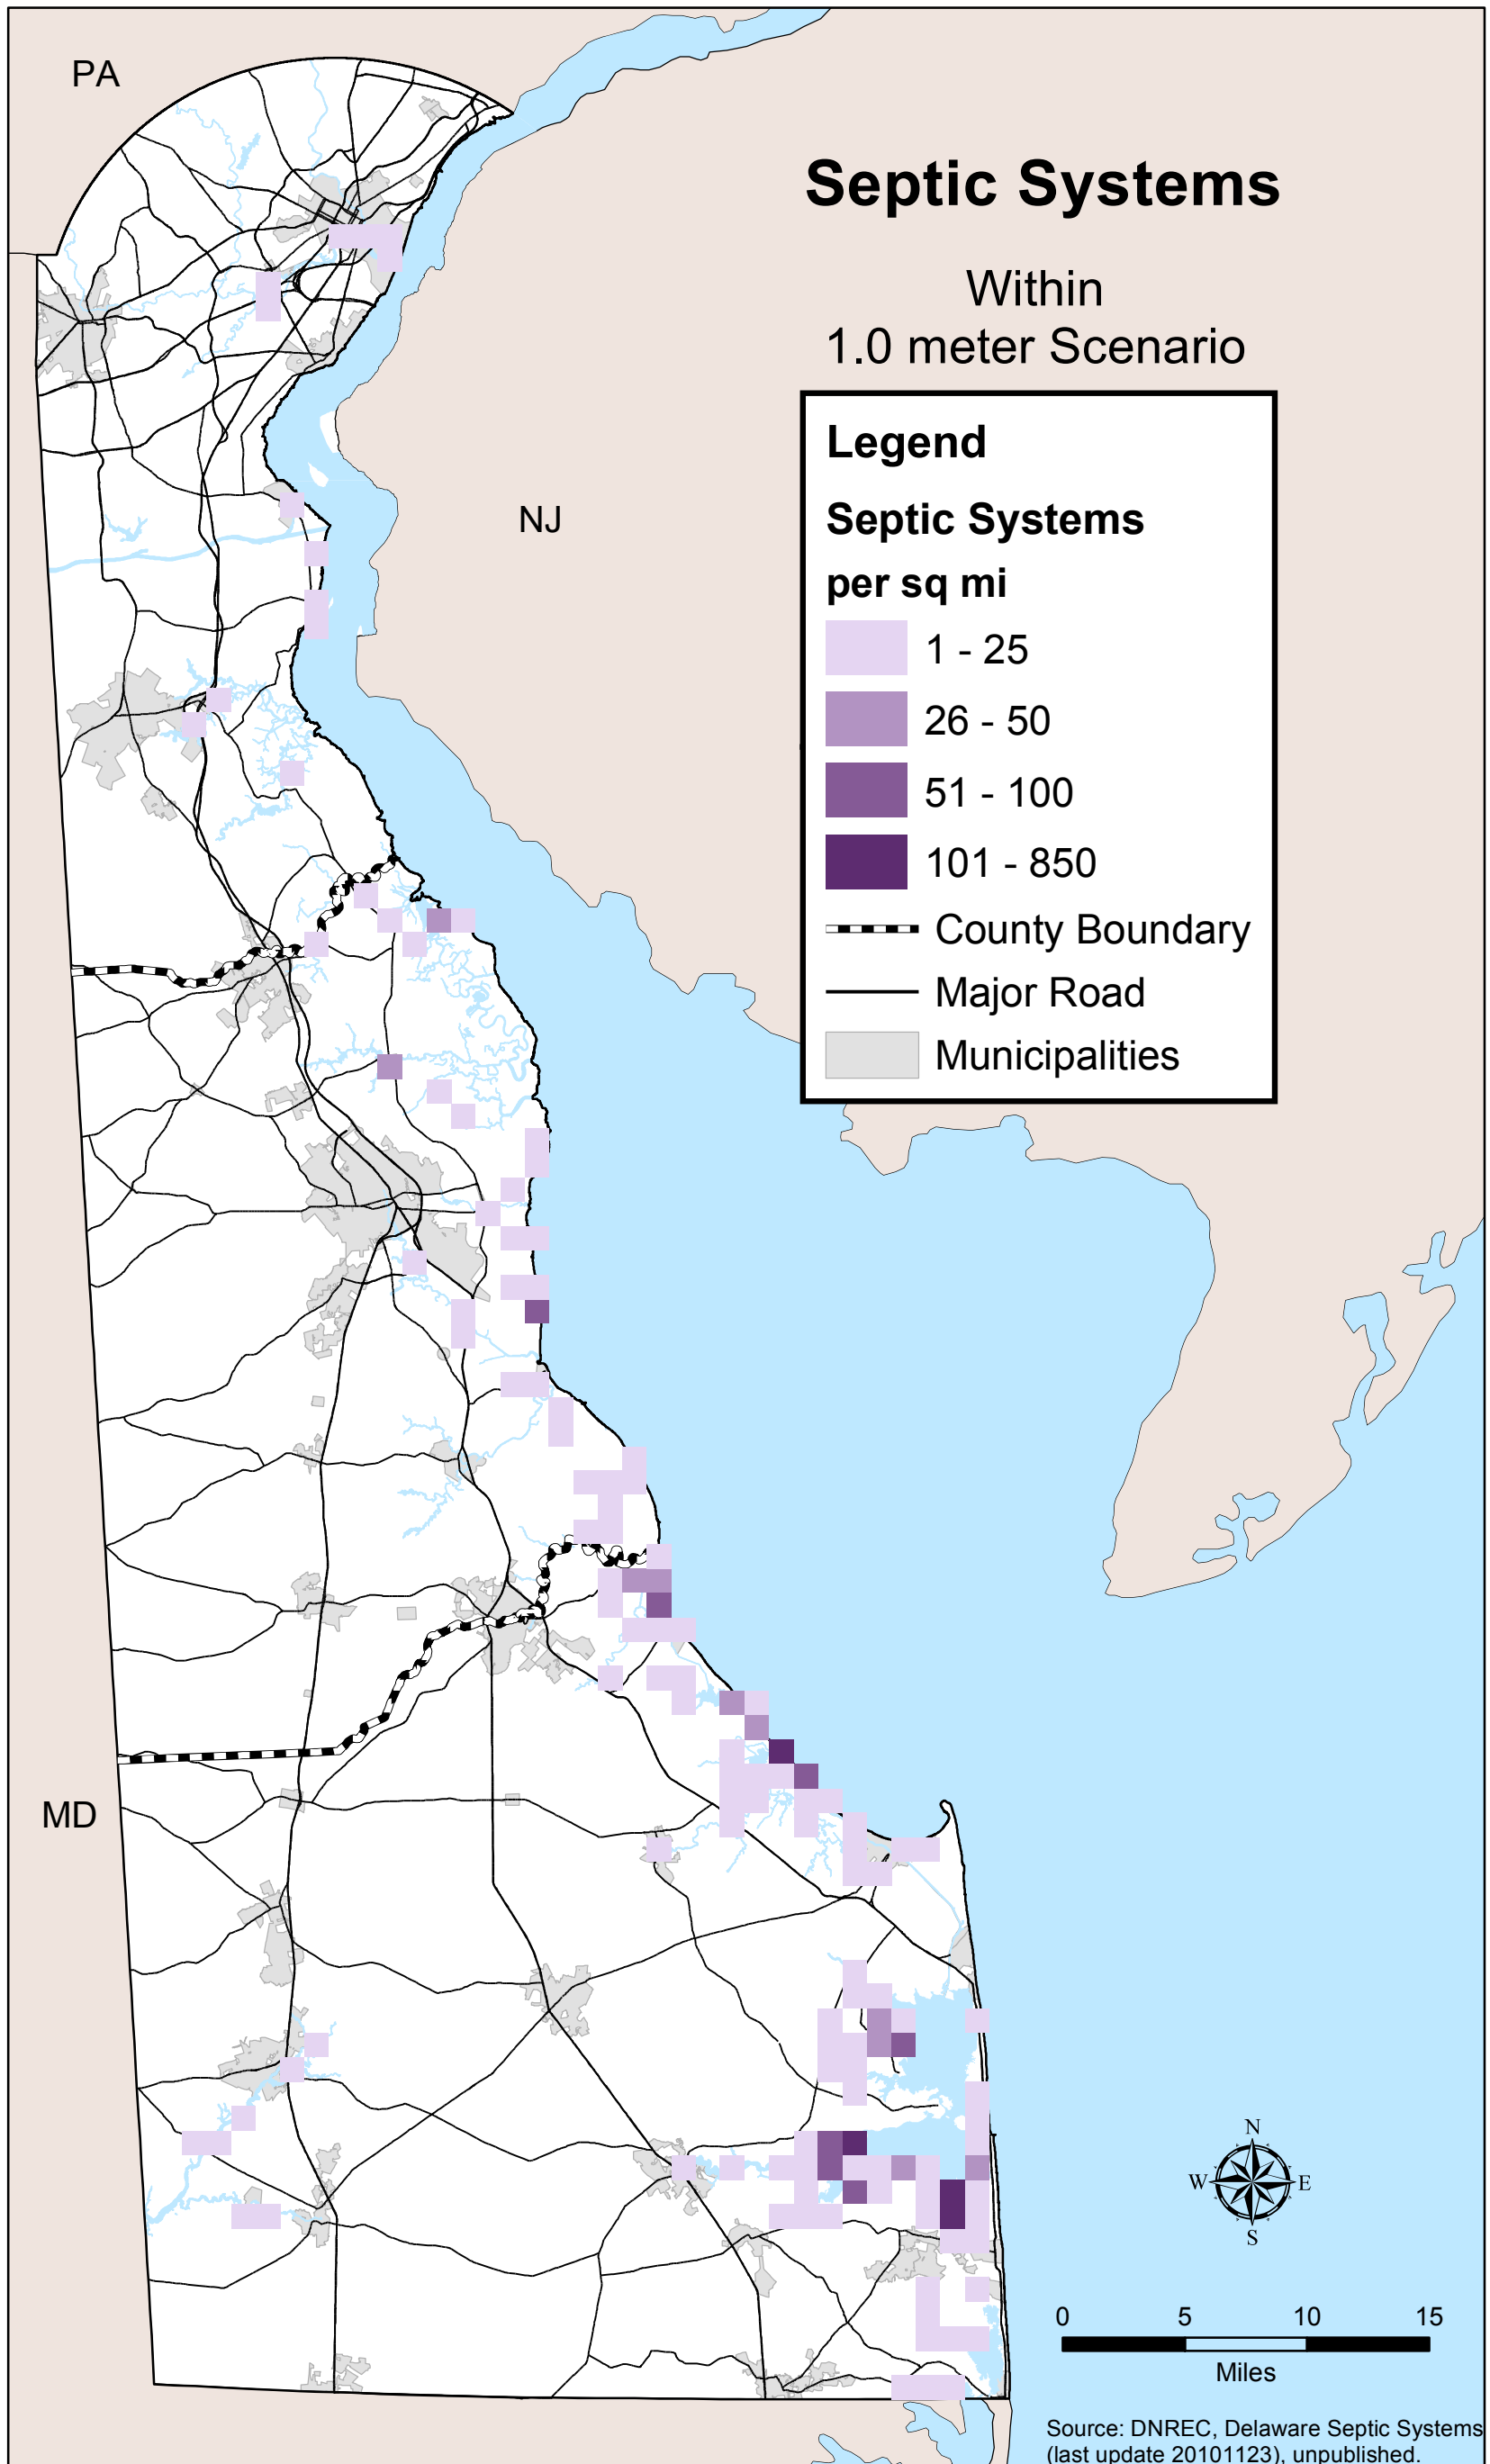 PA
Septic Systems
Within
1.0 meter Scenario
Legend
Septic Systems
per sq mi
1 - 25
26 - 50
51 - 100
101 - 850
County Boundary
Major Road
Municipalities
NJ
MD
N
W E
S
0 5 10 15
Miles
Source: DNREC, Delaware Septic Systems
(last update 20101123), unpublished.